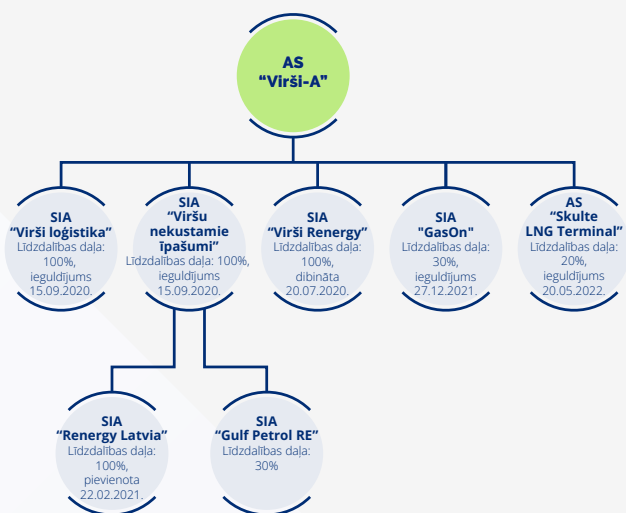 AS
“Virši-A”
SIA
“Virši loģistika”
Līdzdalības daļa:
100%,
ieguldījums
15.09.2020.
SIA
“Viršu
nekustamie
īpašumi”
Līdzdalības daļa: 100%,
ieguldījums
15.09.2020.
SIA
“Virši Renergy”
Līdzdalības daļa:
100%,
dibināta
20.07.2020.
SIA
"GasOn"
Līdzdalības daļa:
30%,
ieguldījums
27.12.2021.
AS
“Skulte
LNG Terminal”
Līdzdalības daļa:
20%,
ieguldījums
20.05.2022.
SIA
“Renergy Latvia”
Līdzdalības daļa:
100%,
pievienota
22.02.2021.
SIA
“Gulf Petrol RE”
Līdzdalības daļa:
30%